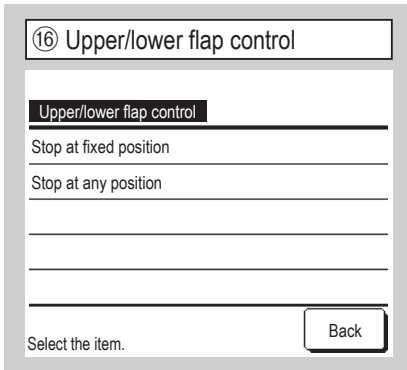 ⑯ Upper/lower flap control
Upper/lower flap control
Stop at fixed position
Stop at any position
Select the item.
Back